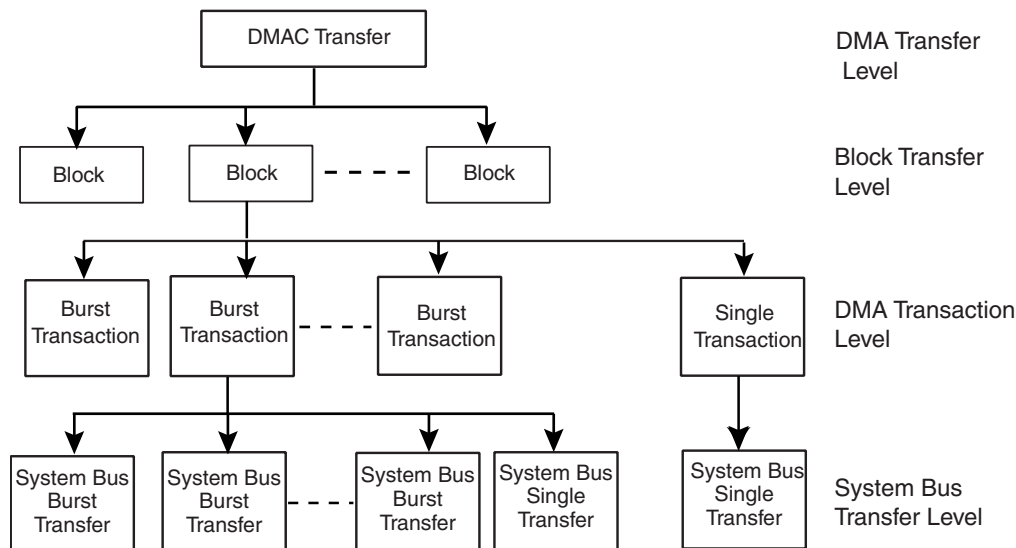 DMAC Transfer
DMA Transfer
Level
Block
Block
Block
Block Transfer
Level
Burst
Transaction
Burst
Transaction
Burst
Transaction
Single
Transaction
DMA Transaction
Level
System Bus
Burst
Transfer
System Bus
Burst
Transfer
System Bus
Burst
Transfer
System Bus
Single
Transfer
System Bus
Single
Transfer
System Bus
Transfer Level